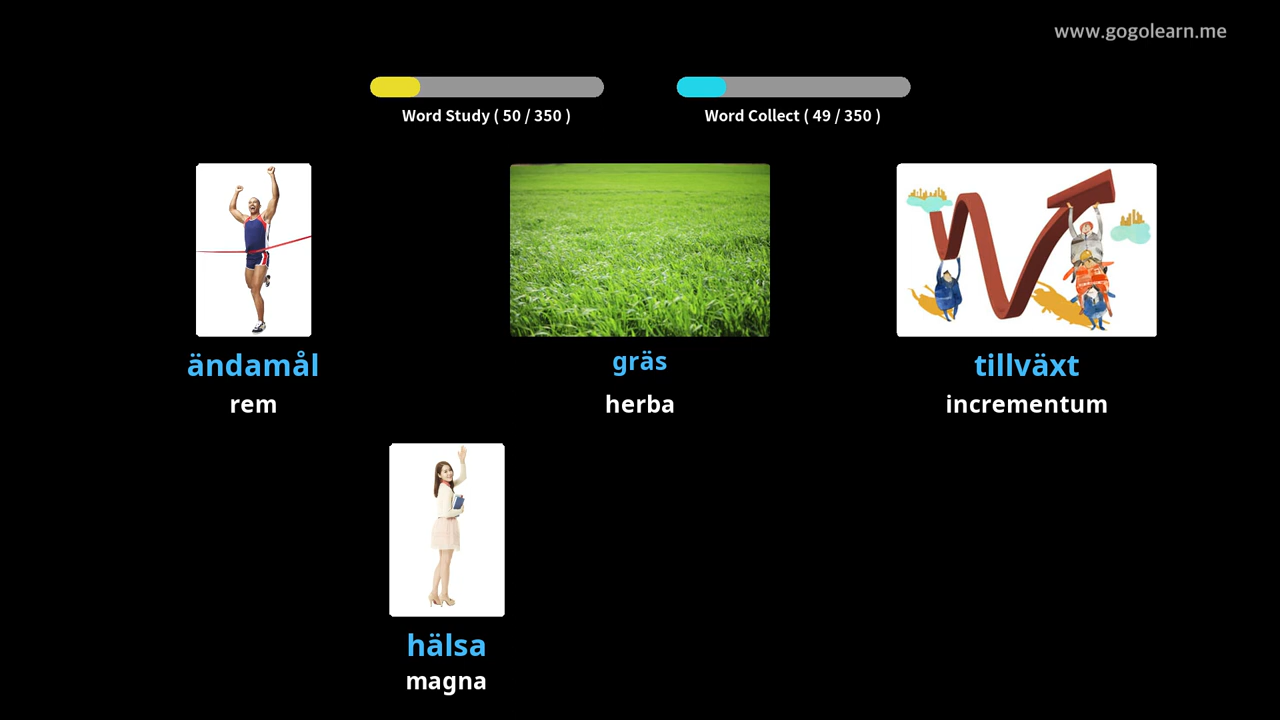 www.gogolearn.me
Word Study ( 50 / 350 )
Word Collect ( 49 / 350 )
ändamål
rem
gräs
herba
tillväxt
incrementum
hälsa
magna